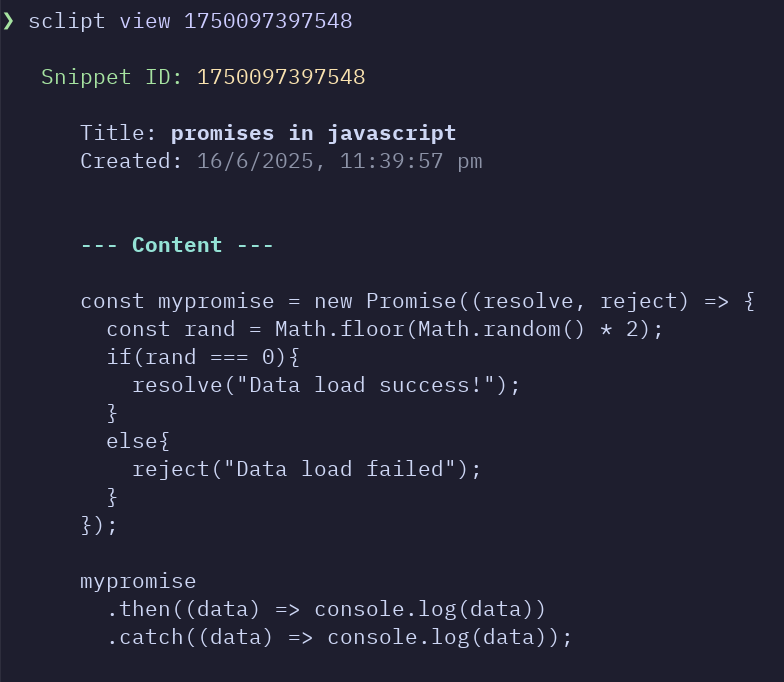 ❯ sclipt view 1750097397548
Snippet ID: 1750097397548
Title: promises in javascript
Created: 16/6/2025, 11:39:57 pm
--- Content ---
const mypromise = new Promise((resolve, reject) => {
  const rand = Math.floor(Math.random() * 2);
  if(rand === 0){
    resolve("Data load success!");
  }
  else{
    reject("Data load failed");
  }
});
mypromise
  .then((data) => console.log(data))
  .catch((data) => console.log(data));